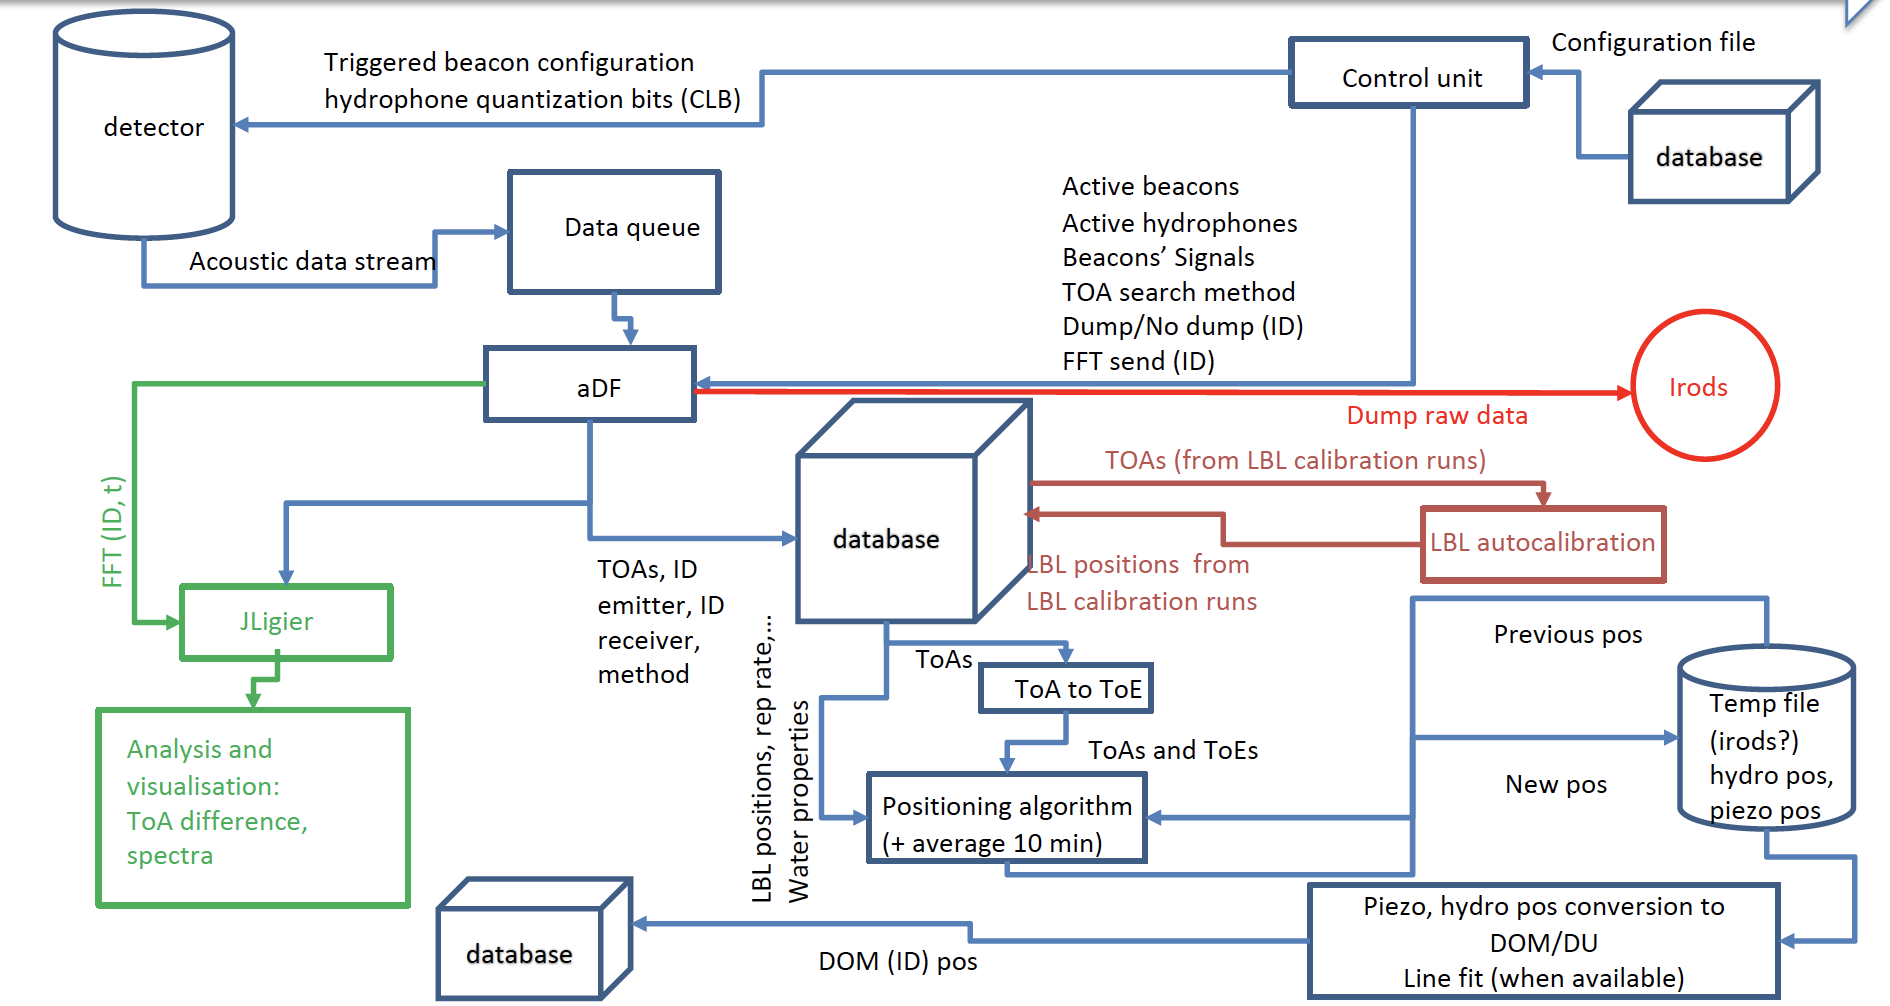 Triggered beacon configuration
hydrophone quantization bits (CLB)
Control unit
Configuration file
detector
database
Data queue
Acoustic data stream
Active beacons
Active hydrophones
Beacons’ Signals
TOA search method
Dump/No dump (ID)
FFT send (ID)
aDF
Irods
Dump raw data
TOAs (from LBL calibration runs)
FFT (ID, t)
database
LBL autocalibration
LBL positions from
LBL calibration runs
TOAs, ID
emitter, ID
receiver,
method
JLigier
LBL positions, rep rate,...
Water properties
ToAs
ToA to ToE
Previous pos
Temp file
(irods?)
hydro pos,
piezo pos
ToAs and ToEs
New pos
Analysis and
visualisation:
ToA difference,
spectra
Positioning algorithm
(+ average 10 min)
database
DOM (ID) pos
Piezo, hydro pos conversion to
DOM/DU
Line fit (when available)